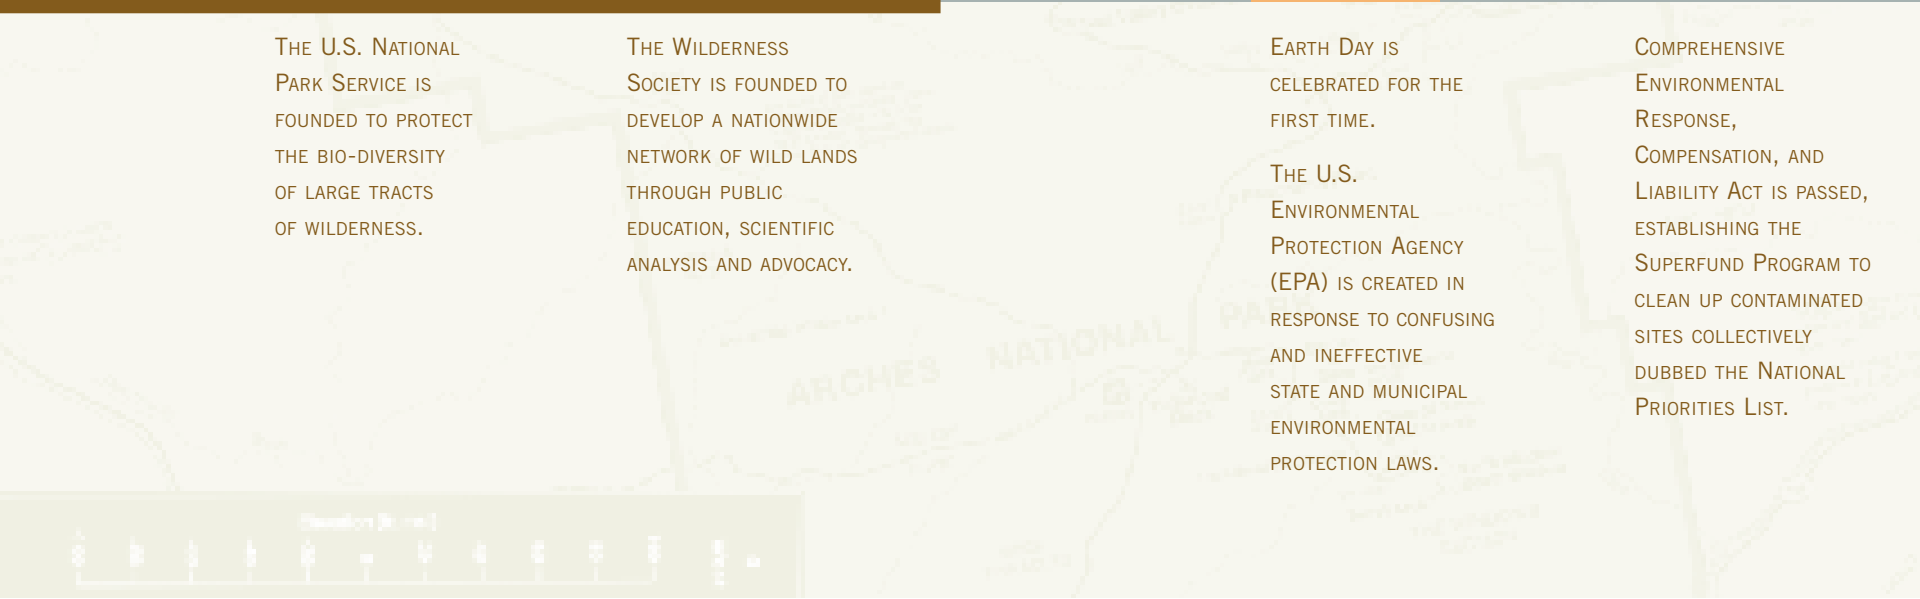 The U.S. National
Park Service is
founded to protect
the bio-diversity
of large tracts
of wilderness.
The Wilderness
Society is founded to
develop a nationwide
network of wild lands
through public
education, scientific
analysis and advocacy.
Earth Day is
celebrated for the
first time.
The U.S.
Environmental
Protection Agency
(EPA) is created in
response to confusing
and ineffective
state and municipal
environmental
protection laws.
Comprehensive
Environmental
Response,
Compensation, and
Liability Act is passed,
establishing the
Superfund Program to
clean up contaminated
sites collectively
dubbed the National
Priorities List.
ARCHES NATIONAL PARK